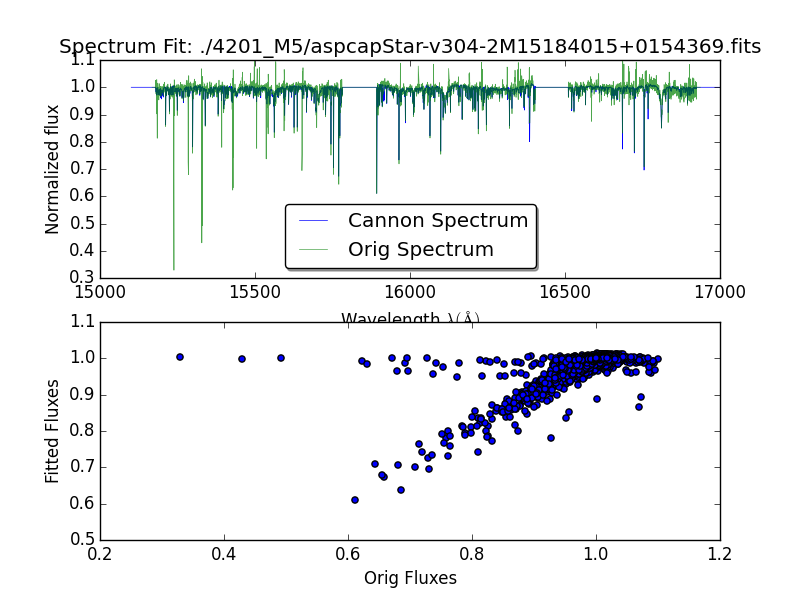 Spectrum Fit: ./4201_M5/aspcapStar-v304-2M15184015+0154369.fits
1.1
1.0
0.9
0.8
0.7
0.6
0.5
0.4
0.3
Normalized flux
Cannon Spectrum
Orig Spectrum
15000 15500 16000 16500 17000
Wavelength λ(Å)
1.1
1.0
0.9
0.8
0.7
0.6
0.5
Fitted Fluxes
0.2 0.4 0.6 0.8 1.0 1.2
Orig Fluxes